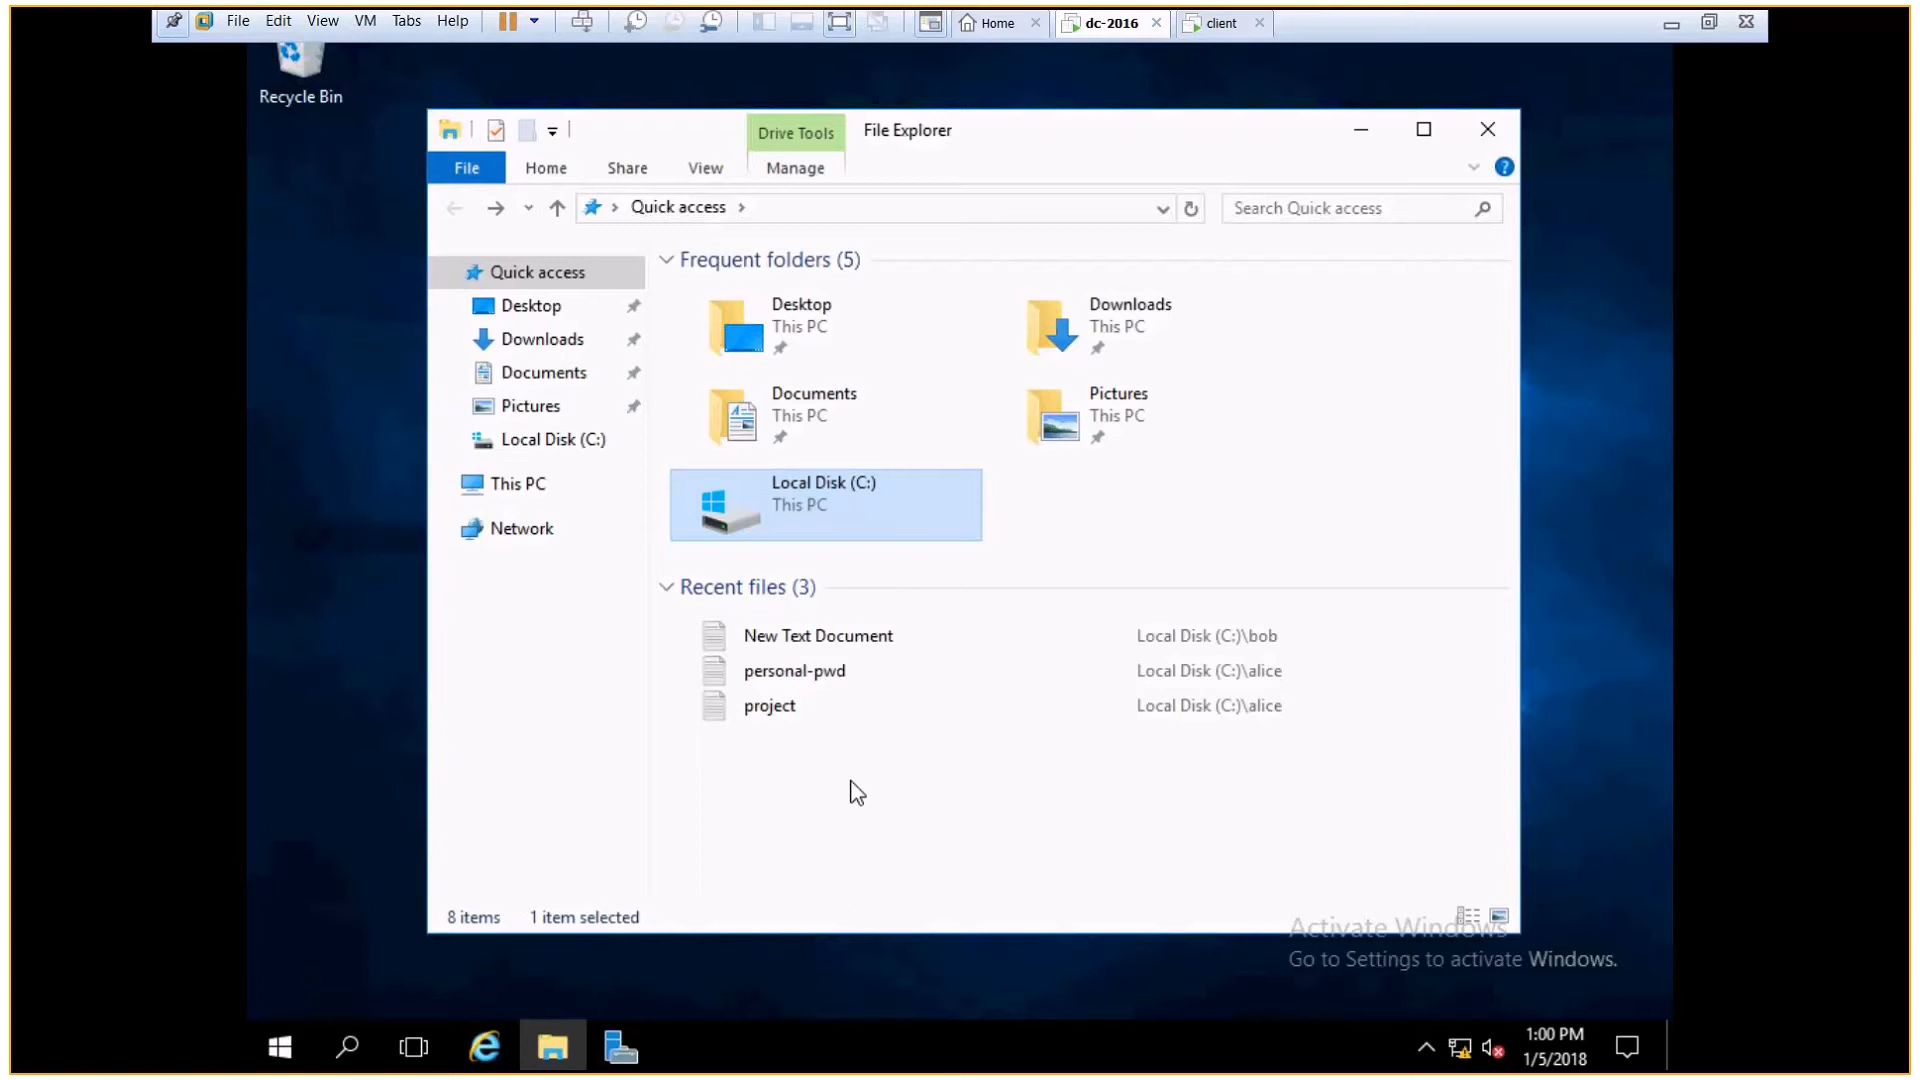 File Edit View VM Tabs Help Home dc-2016 client
Recycle Bin
Drive Tools File Explorer
File Home Share View Manage
Quick access Search Quick access
Quick access
Desktop
Downloads
Documents
Pictures
Local Disk (C:)
This PC
Network
Frequent folders (5)
Desktop
This PC
Downloads
This PC
Documents
This PC
Pictures
This PC
Local Disk (C:)
This PC
Recent files (3)
New Text Document Local Disk (C:)\bob
personal-pwd Local Disk (C:)\alice
project Local Disk (C:)\alice
8 items 1 item selected
Activate Windows
Go to Settings to activate Windows.
1:00 PM
1/5/2018